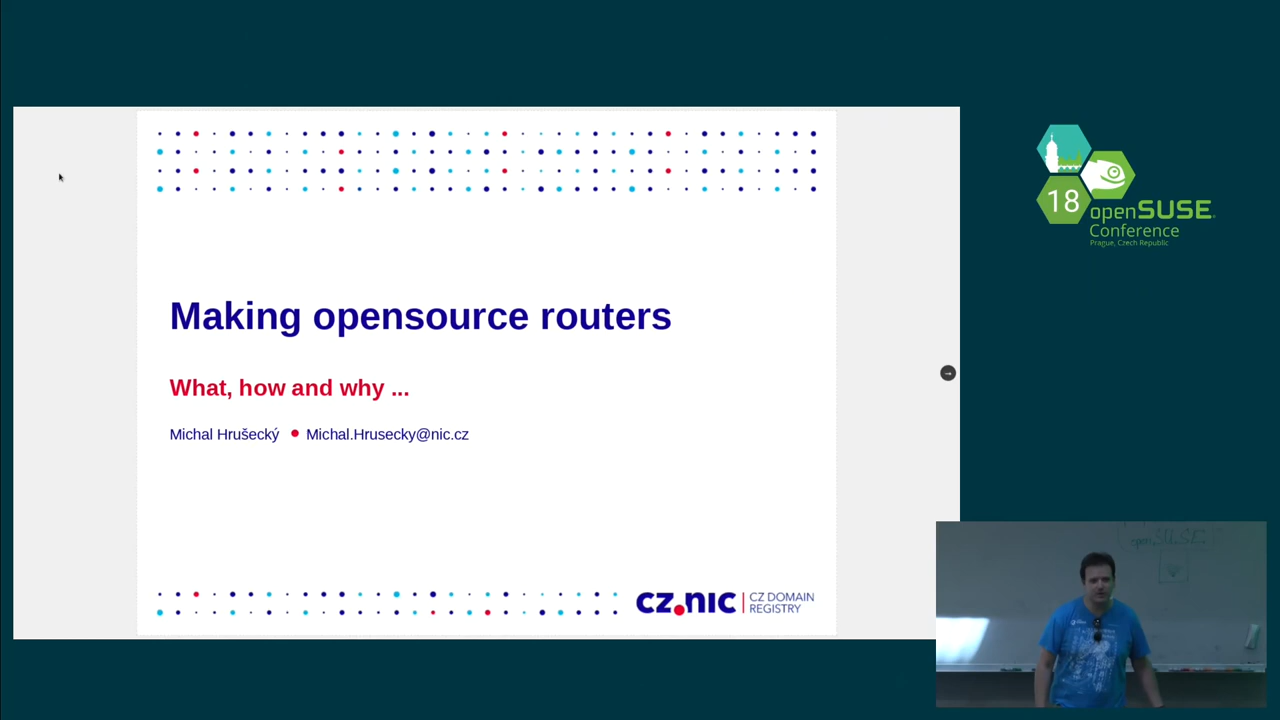 Making opensource routers
What, how and why ...
Michal Hrušecký • Michal.Hrusecky@nic.cz
cz.nic | CZ DOMAIN
REGISTRY
18
openSUSE
Conference
Prague, Czech Republic
openSUSE